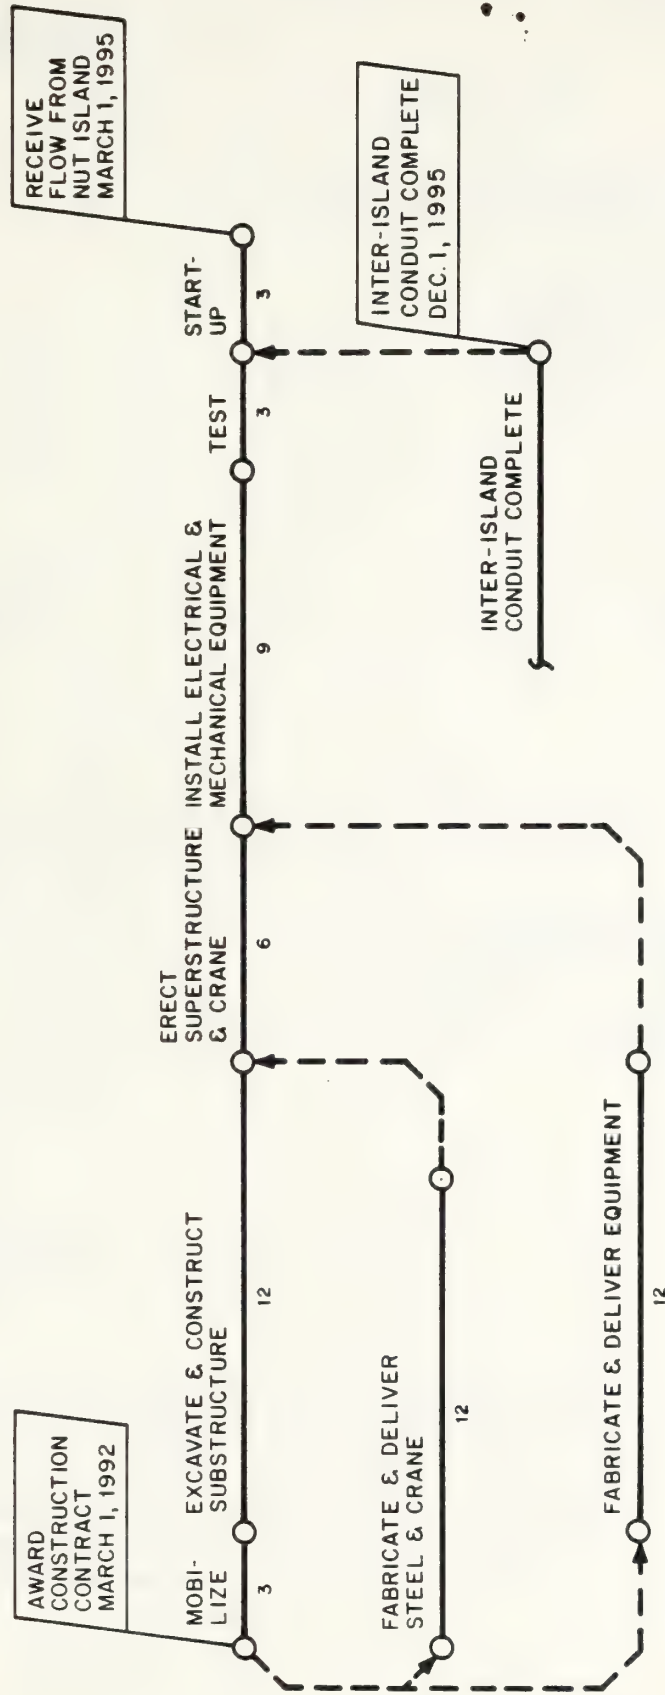 AWARD
CONSTRUCTION
CONTRACT
MARCH 1, 1992
MOBI-
LIZE
3
EXCAVATE & CONSTRUCT
SUBSTRUCTURE
12
ERECT
SUPERSTRUCTURE
& CRANE
6
INSTALL ELECTRICAL &
MECHANICAL EQUIPMENT
9
TEST
3
START-
UP
3
RECEIVE
FLOW FROM
NUT ISLAND
MARCH 1, 1995
FABRICATE & DELIVER
STEEL & CRANE
12
INTER-ISLAND
CONDUIT COMPLETE
INTER-ISLAND
CONDUIT COMPLETE
DEC. 1, 1995
FABRICATE & DELIVER EQUIPMENT
12